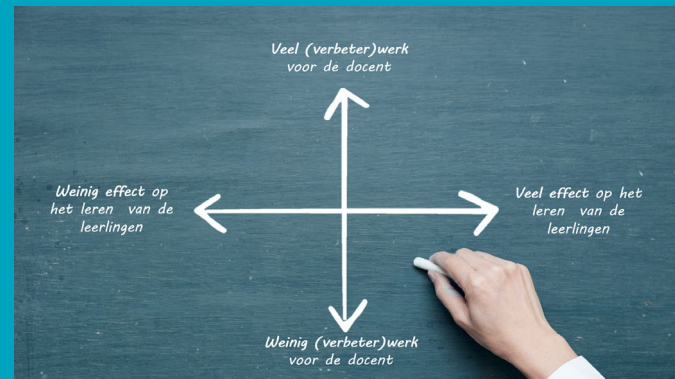 Veel (verbeter)werk
voor de docent
Weinig effect op
het leren van de
leerlingen
Veel effect op het
leren van de
leerlingen
Weinig (verbeter)werk
voor de docent